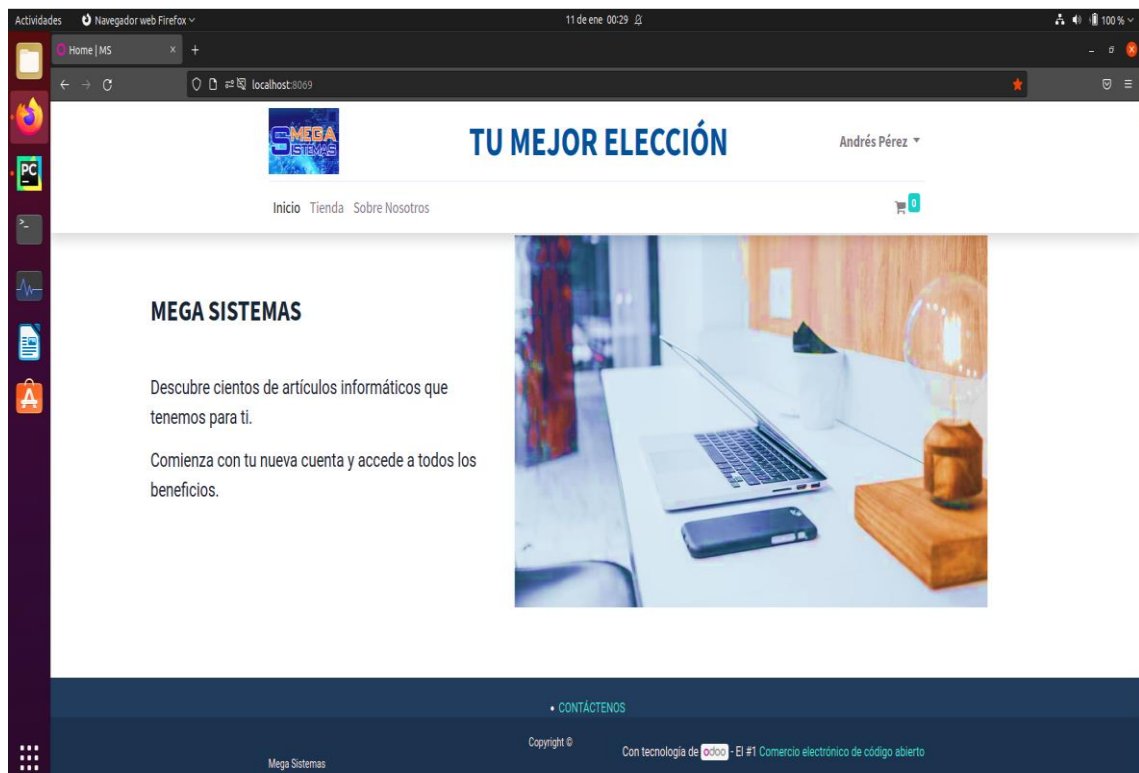 Actividades Navegador web Firefox 11 de ene 00:29 100 %
Home | MS
localhost:8069
SMEGA
SISTEMAS
TU MEJOR ELECCIÓN
Andrés Pérez
Inicio Tienda Sobre Nosotros
0
PC
MEGA SISTEMAS
Descubre cientos de artículos informáticos que
tenemos para ti.
Comienza con tu nueva cuenta y accede a todos los
beneficios.
• CONTÁCTENOS
Copyright ©
Mega Sistemas
Con tecnología de odoo - El #1 Comercio electrónico de código abierto